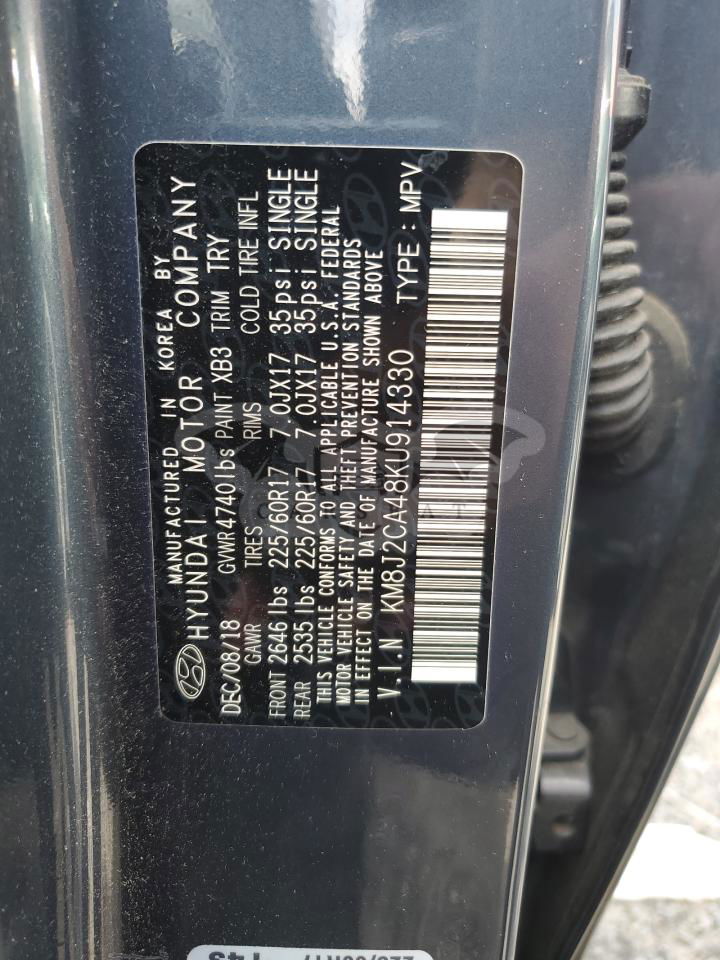 MANUFACTURED IN KOREA BY
HYUNDAI MOTOR COMPANY
DEC/08/18 GVWR 4740lbs PAINT XB3 TRIM TRY
GAWR TIRES RIMS COLD TIRE INFL
FRONT 2646 lbs 225/60R17 7.0JX17 35psi SINGLE
REAR 2535 lbs 225/60R17 7.0JX17 35psi SINGLE
THIS VEHICLE CONFORMS TO ALL APPLICABLE U.S.A. FEDERAL
MOTOR VEHICLE SAFETY AND THEFT PREVENTION STANDARDS
IN EFFECT ON THE DATE OF MANUFACTURE SHOWN ABOVE
V.I.N KM8J2CA48KU914330 TYPE : MPV